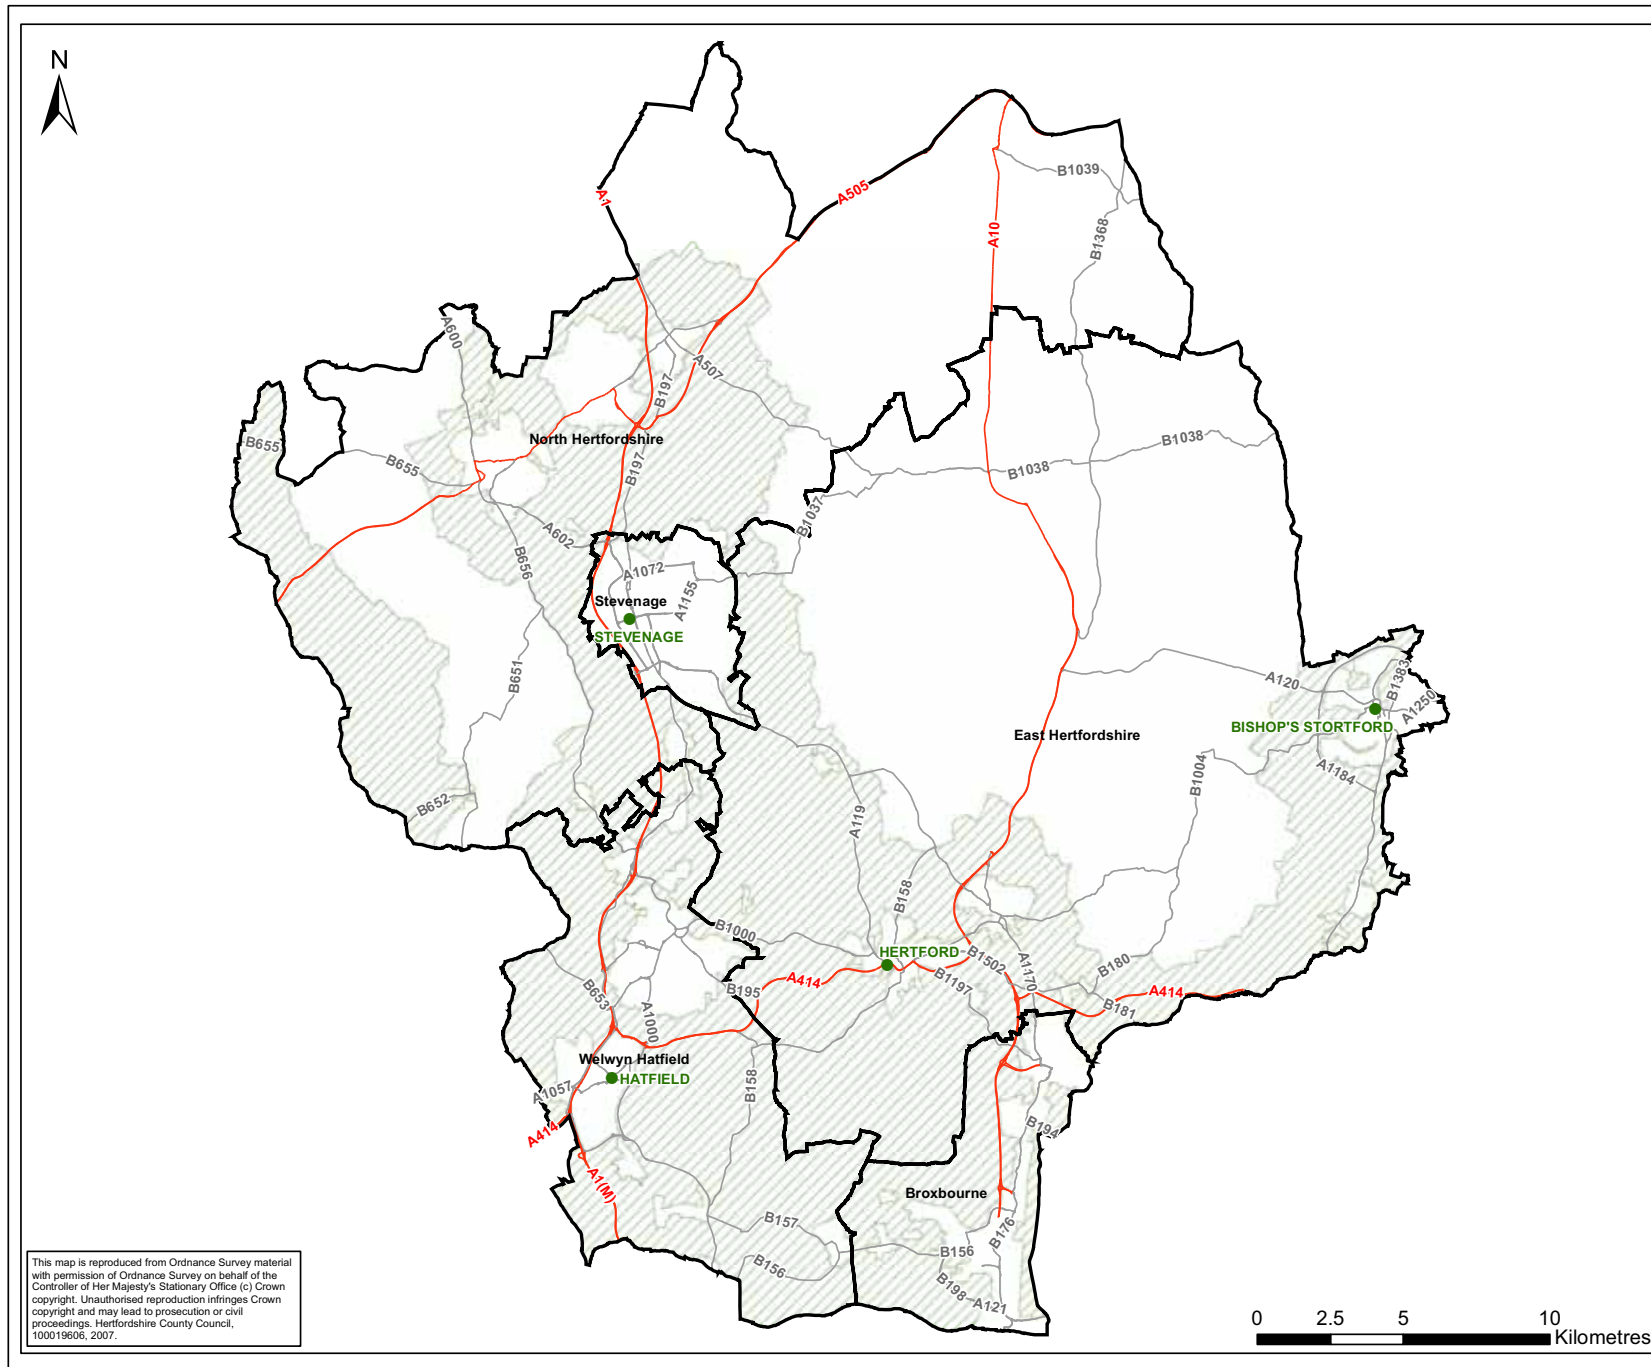 N
A1
A505
A10
B1039
B1368
A600
A507
B197
North Hertfordshire
B655
B655
B197
B1038
B1038
B1037
A602
B656
A1072
A1155
Stevenage
STEVENAGE
B651
A120
B1383
A1250
BISHOP'S STORTFORD
East Hertfordshire
A1184
B1004
B652
A119
B158
B1000
HERTFORD
B1502
A1170
B180
B1197
A414
B195
A414
B181
B653
A1000
Welwyn Hatfield
HATFIELD
A1057
B158
A414
B194
A1(M)
Broxbourne
B157
B176
B156
B156
B198
A121
This map is reproduced from Ordnance Survey material
with permission of Ordnance Survey on behalf of the
Controller of Her Majesty's Stationary Office (c) Crown
copyright. Unauthorised reproduction infringes Crown
copyright and may lead to prosecution or civil
proceedings. Hertfordshire County Council,
100019606, 2007.
0 2.5 5 10
Kilometres